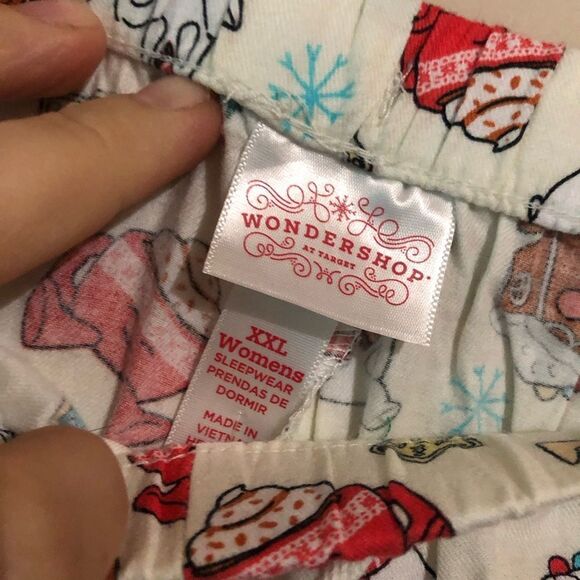 WONDERSHOP
AT TARGET
XXL
Womens
SLEEPWEAR
PRENDAS DE
DORMIR
MADE IN